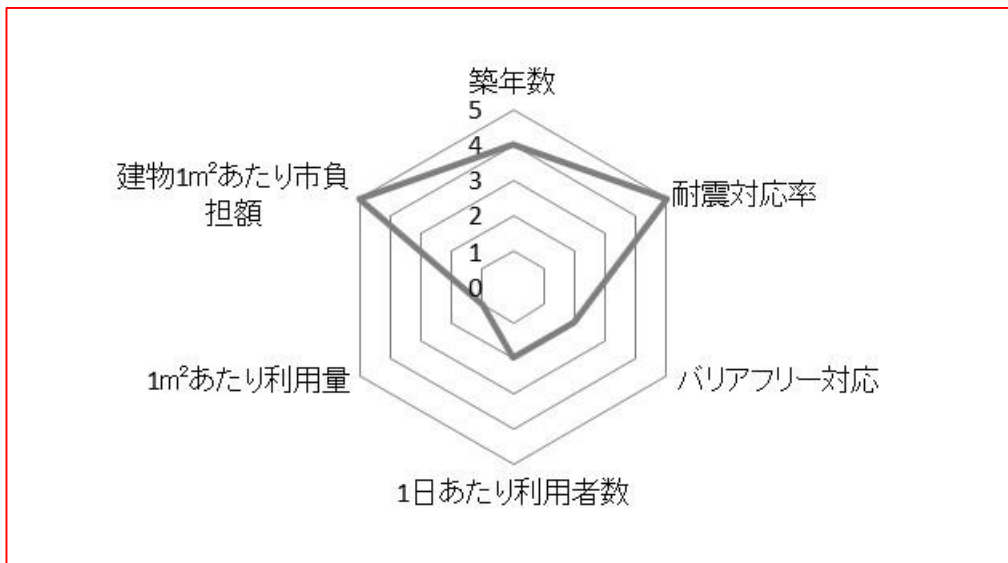 築年数
5
4
3
2
1
0
建物1m²あたり市負
担額
耐震対応率
1m²あたり利用量
バリアフリー対応
1日あたり利用者数